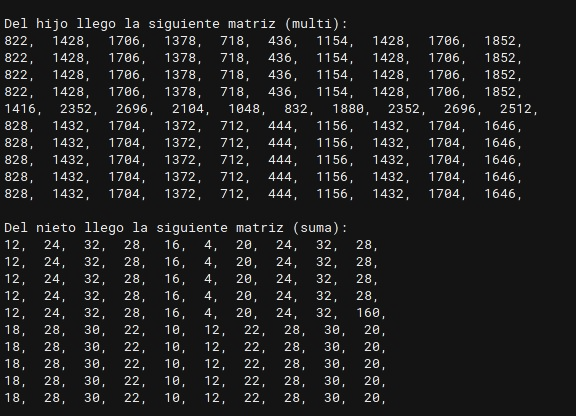 Del hijo llego la siguiente matriz (multi):
822, 1428, 1706, 1378, 718, 436, 1154, 1428, 1706, 1852,
822, 1428, 1706, 1378, 718, 436, 1154, 1428, 1706, 1852,
822, 1428, 1706, 1378, 718, 436, 1154, 1428, 1706, 1852,
822, 1428, 1706, 1378, 718, 436, 1154, 1428, 1706, 1852,
1416, 2352, 2696, 2104, 1048, 832, 1880, 2352, 2696, 2512,
828, 1432, 1704, 1372, 712, 444, 1156, 1432, 1704, 1646,
828, 1432, 1704, 1372, 712, 444, 1156, 1432, 1704, 1646,
828, 1432, 1704, 1372, 712, 444, 1156, 1432, 1704, 1646,
828, 1432, 1704, 1372, 712, 444, 1156, 1432, 1704, 1646,
828, 1432, 1704, 1372, 712, 444, 1156, 1432, 1704, 1646,
Del nieto llego la siguiente matriz (suma):
12, 24, 32, 28, 16, 4, 20, 24, 32, 28,
12, 24, 32, 28, 16, 4, 20, 24, 32, 28,
12, 24, 32, 28, 16, 4, 20, 24, 32, 28,
12, 24, 32, 28, 16, 4, 20, 24, 32, 28,
12, 24, 32, 28, 16, 4, 20, 24, 32, 160,
18, 28, 30, 22, 10, 12, 22, 28, 30, 20,
18, 28, 30, 22, 10, 12, 22, 28, 30, 20,
18, 28, 30, 22, 10, 12, 22, 28, 30, 20,
18, 28, 30, 22, 10, 12, 22, 28, 30, 20,
18, 28, 30, 22, 10, 12, 22, 28, 30, 20,